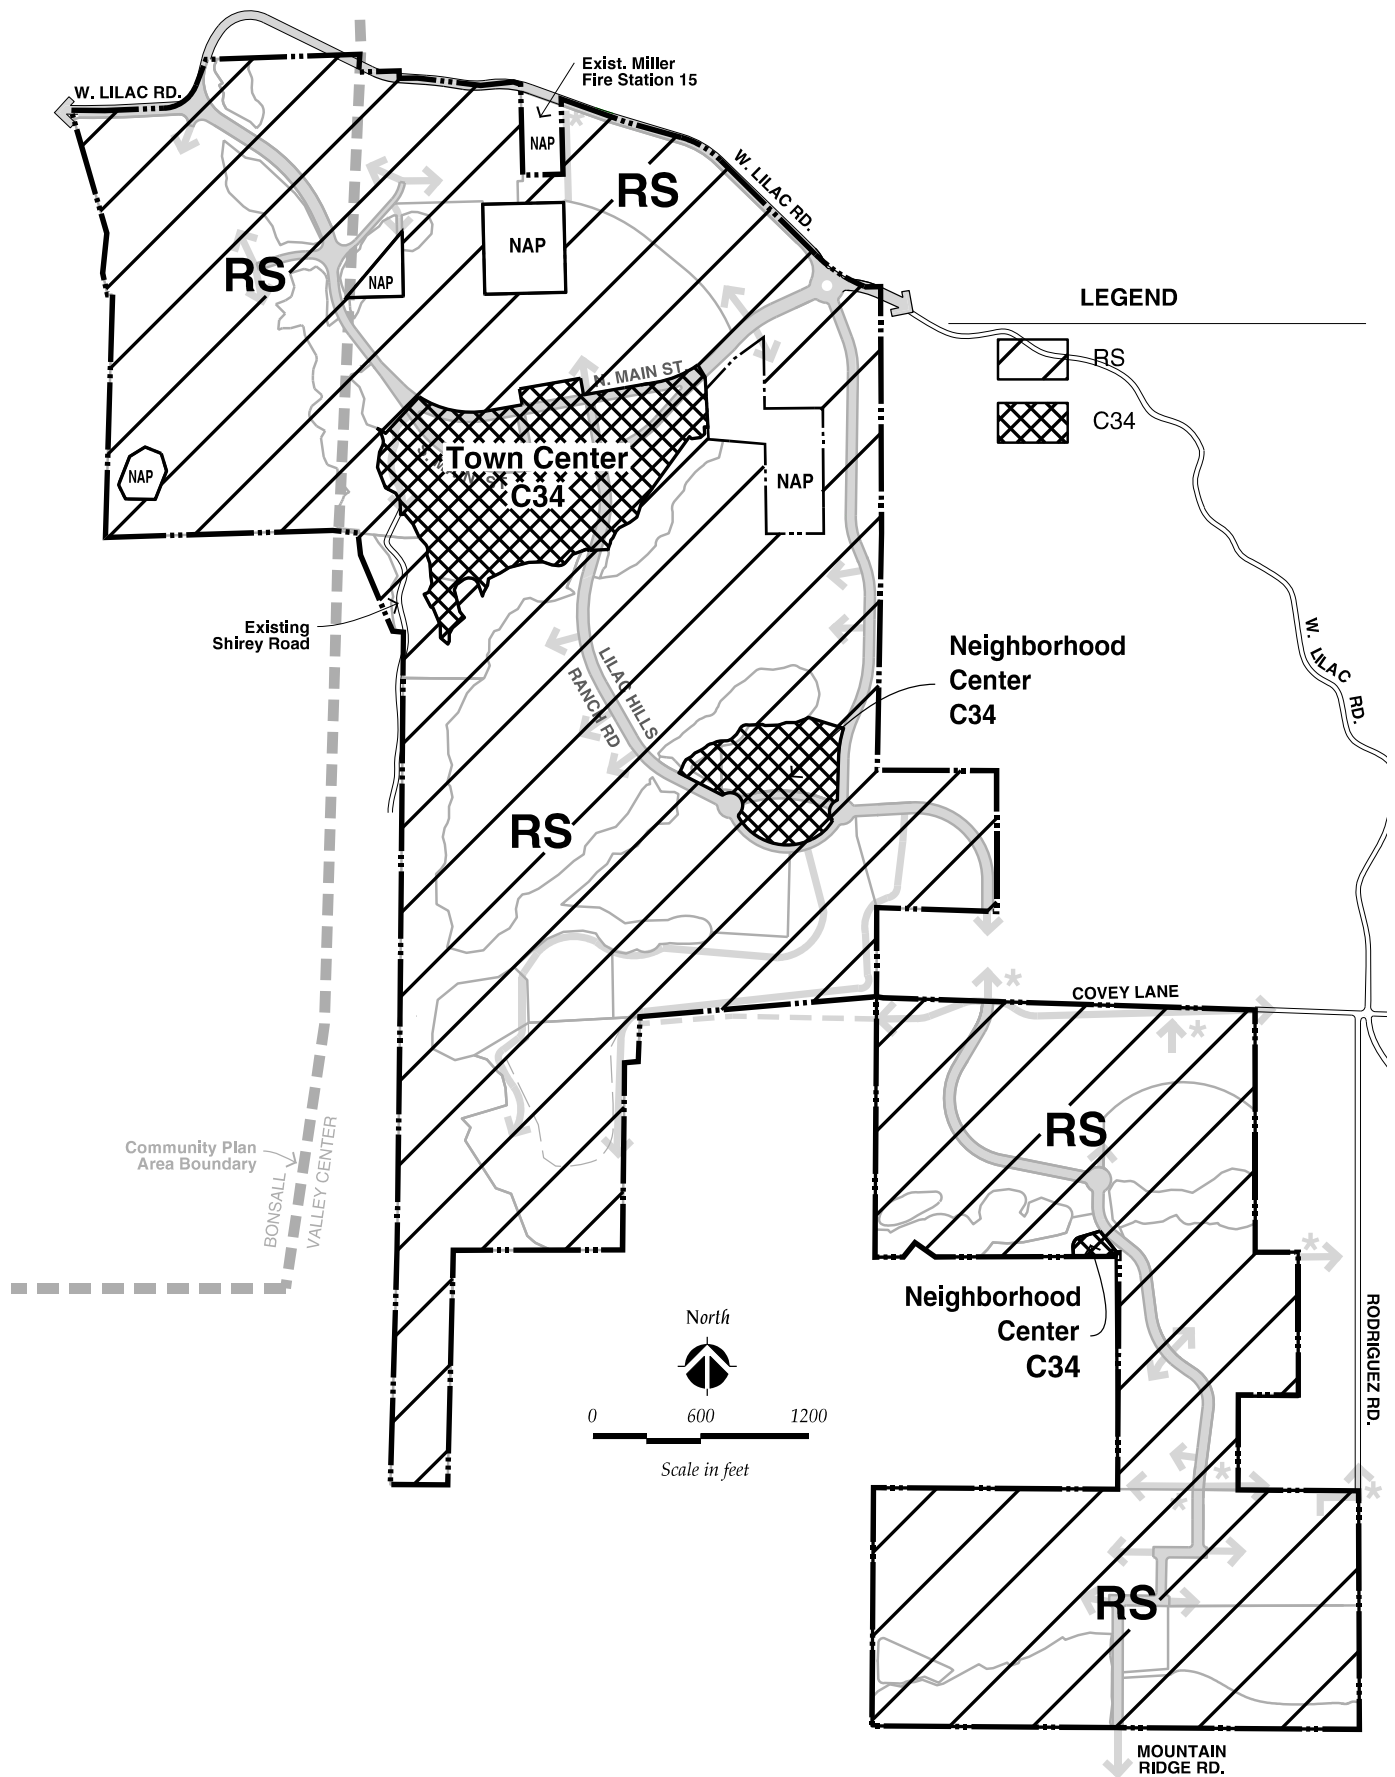 Exist. Miller
Fire Station 15
W. LILAC RD.
NAP
W. LILAC RD.
RS
NAP
RS
NAP
LEGEND
RS
C34
N. MAIN ST.
Town Center
C34
NAP
NAP
Existing
Shirey Road
W. LILAC RD.
Neighborhood
Center
C34
LILAC HILLS
RANCH RD
RS
COVEY LANE
RS
Community Plan
Area Boundary
BONSALL
VALLEY CENTER
*
*
*
*
*
*
*
Neighborhood
Center
C34
RODRIGUEZ RD.
North
0 600 1200
Scale in feet
RS
MOUNTAIN
RIDGE RD.